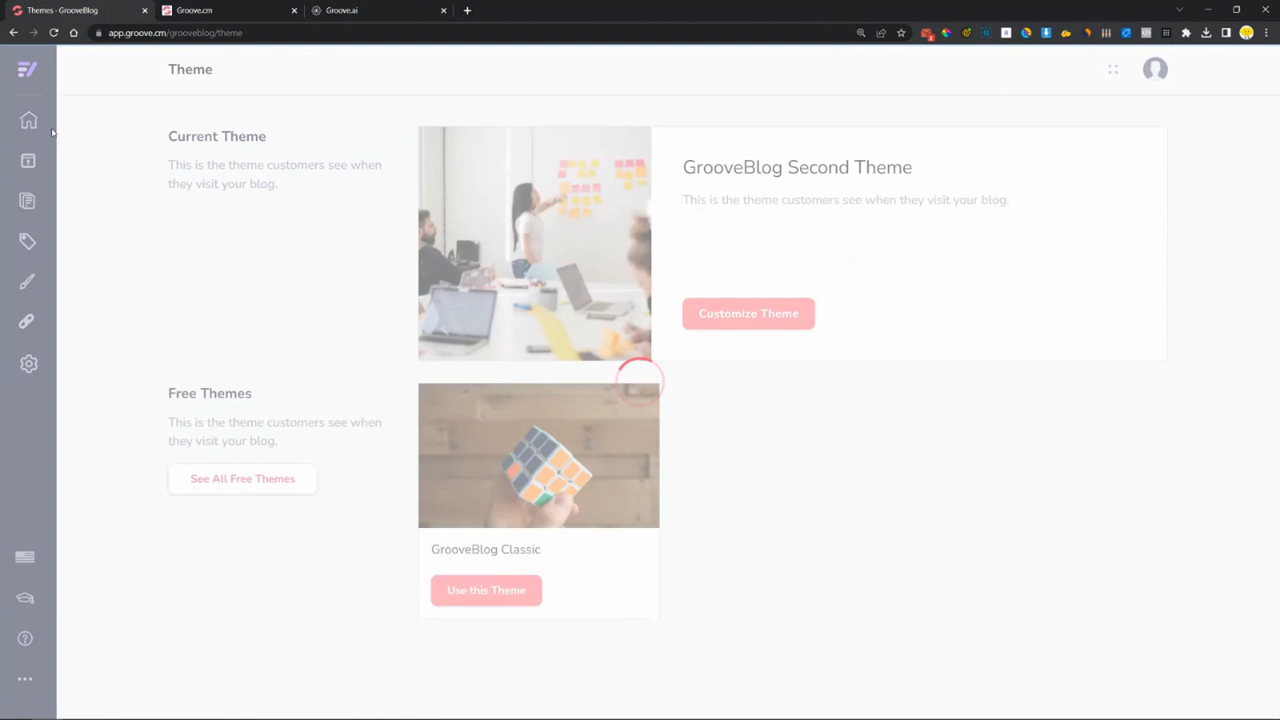 Themes - GrooveBlog
Groove.cm
Groove.ai
app.groove.cm/grooveblog/theme
Theme
Current Theme
This is the theme customers see when
they visit your blog.
GrooveBlog Second Theme
This is the theme customers see when they visit your blog.
Customize Theme
Free Themes
This is the theme customers see when
they visit your blog.
See All Free Themes
GrooveBlog Classic
Use this Theme